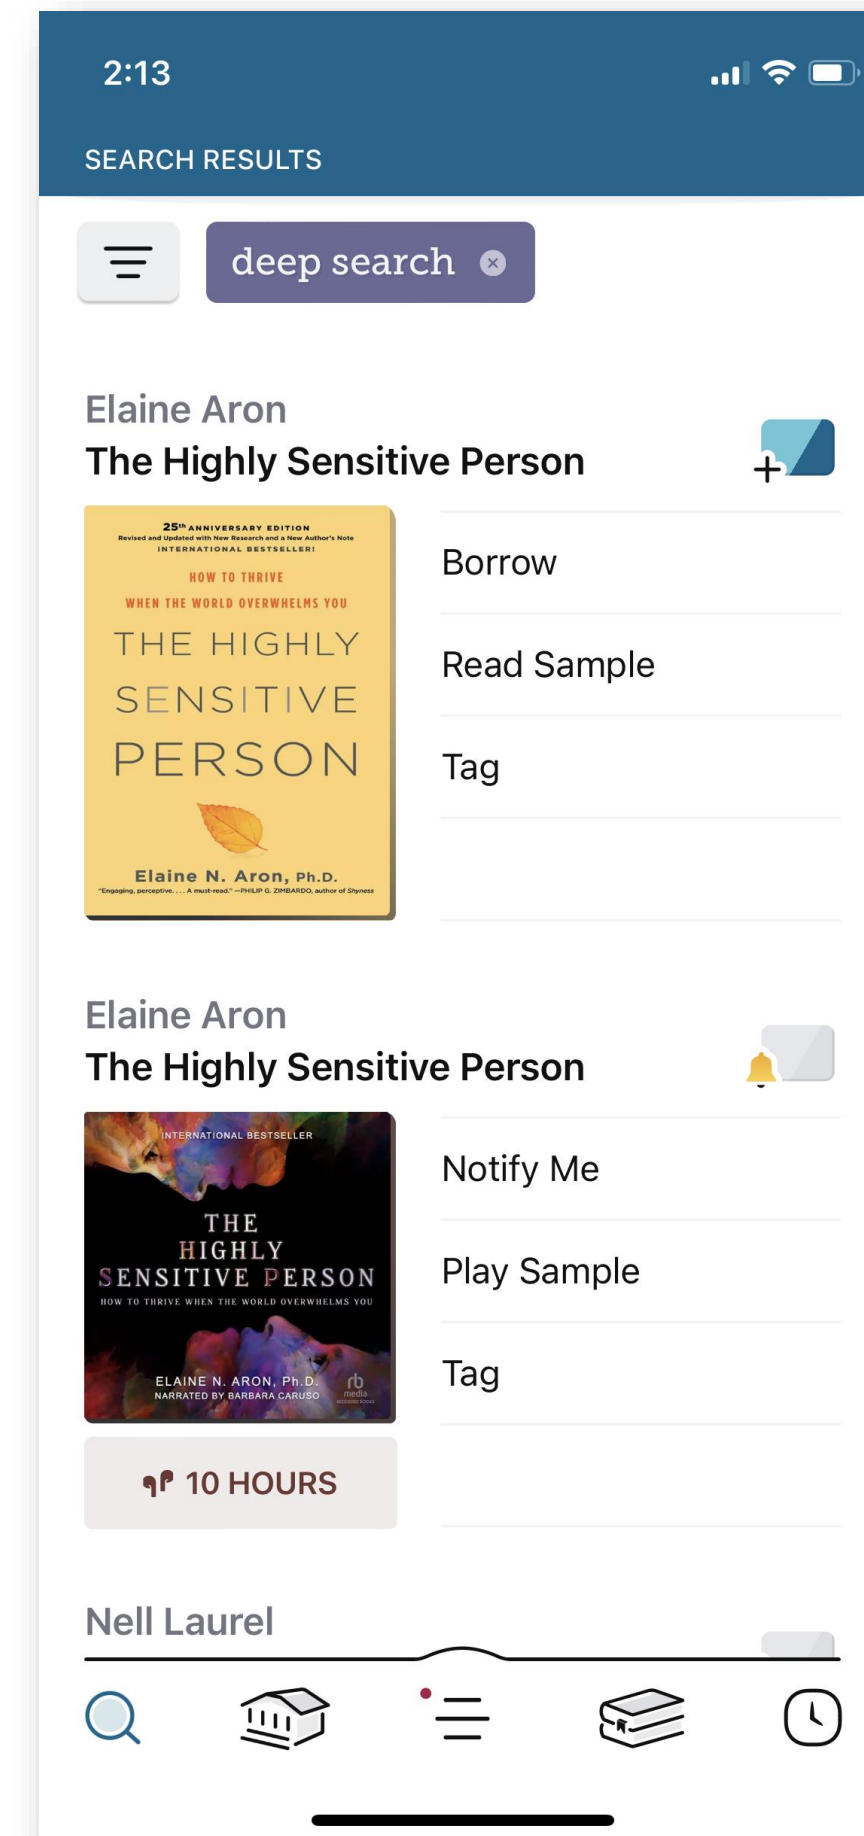 2:13
SEARCH RESULTS
deep search
Elaine Aron
The Highly Sensitive Person
25th ANNIVERSARY EDITION
Revised and Updated with New Research and a New Author's Note
INTERNATIONAL BESTSELLER!
HOW TO THRIVE
WHEN THE WORLD OVERWHELMS YOU
THE HIGHLY
SENSITIVE
PERSON
Elaine N. Aron, Ph.D.
"Engaging, perceptive. . . . A must-read." —PHILIP G. ZIMBARDO, author of Shyness
Borrow
Read Sample
Tag
Elaine Aron
The Highly Sensitive Person
INTERNATIONAL BESTSELLER
THE
HIGHLY
SENSITIVE PERSON
HOW TO THRIVE WHEN THE WORLD OVERWHELMS YOU
ELAINE N. ARON, Ph.D.
NARRATED BY BARBARA CARUSO
rb
media
RECORDED BOOKS
Notify Me
Play Sample
Tag
10 HOURS
Nell Laurel